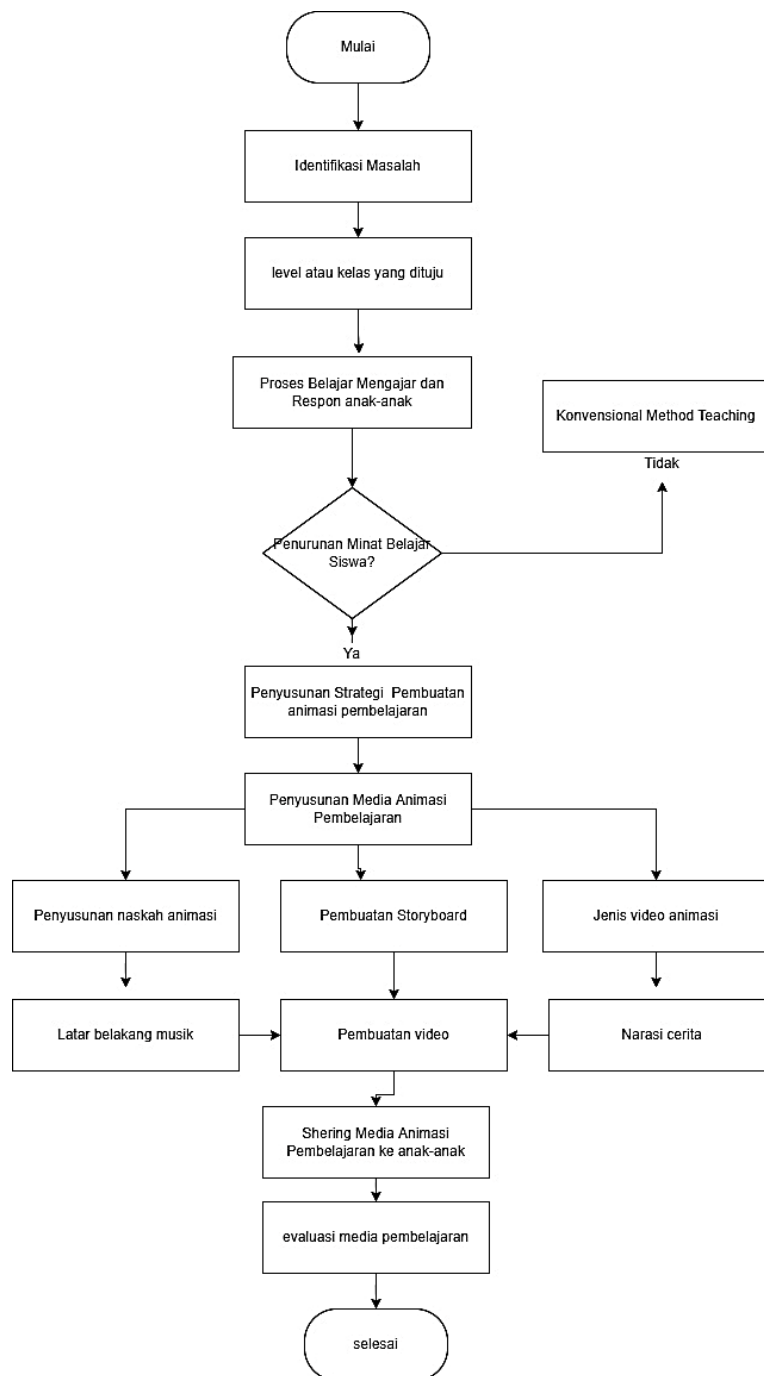 Mulai
Identifikasi Masalah
level atau kelas yang dituju
Proses Belajar Mengajar dan
Respon anak-anak
Konvensional Method Teaching
Tidak
Penurunan Minat Belajar
Siswa?
Ya
Penyusunan Strategi Pembuatan
animasi pembelajaran
Penyusunan Media Animasi
Pembelajaran
Penyusunan naskah animasi
Pembuatan Storyboard
Jenis video animasi
Latar belakang musik
Pembuatan video
Narasi cerita
Shering Media Animasi
Pembelajaran ke anak-anak
evaluasi media pembelajaran
selesai